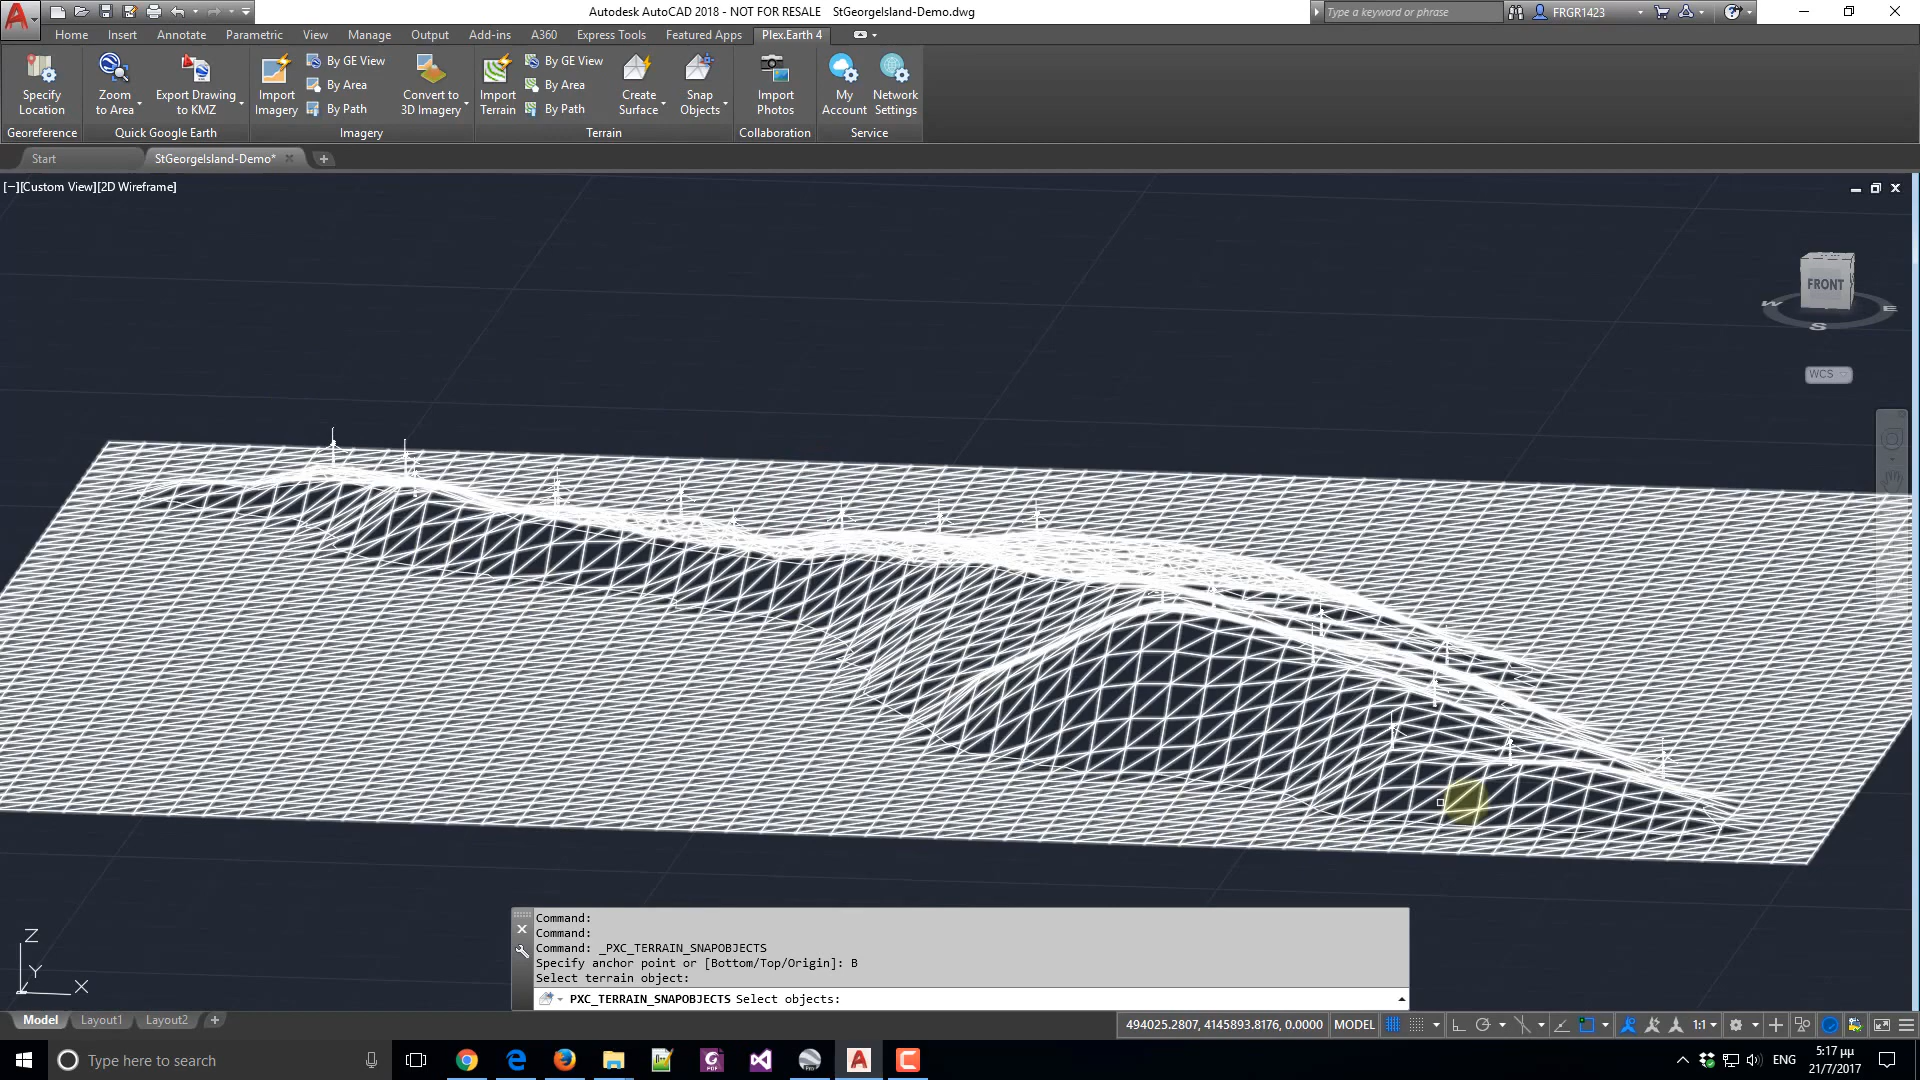 Autodesk AutoCAD 2018 - NOT FOR RESALE StGeorgeIsland-Demo.dwg
Type a keyword or phrase
FRGR1423
Home Insert Annotate Parametric View Manage Output Add-ins A360 Express Tools Featured Apps Plex.Earth 4
Specify Location
Zoom to Area
Export Drawing to KMZ
Import Imagery
By GE View
By Area
By Path
Convert to 3D Imagery
Import Terrain
By GE View
By Area
By Path
Create Surface
Snap Objects
Import Photos
My Account
Network Settings
Georeference Quick Google Earth Imagery Terrain Collaboration Service
Start StGeorgeIsland-Demo*
[−][Custom View][2D Wireframe]
FRONT
W
S
E
WCS
Z
Y
X
Command:
Command:
Command: _PXC_TERRAIN_SNAPOBJECTS
Specify anchor point or [Bottom/Top/Origin]: B
Select terrain object:
PXC_TERRAIN_SNAPOBJECTS Select objects:
Model Layout1 Layout2
494025.2807, 4145893.8176, 0.0000 MODEL 1:1
Type here to search
ENG
5:17 μμ
21/7/2017